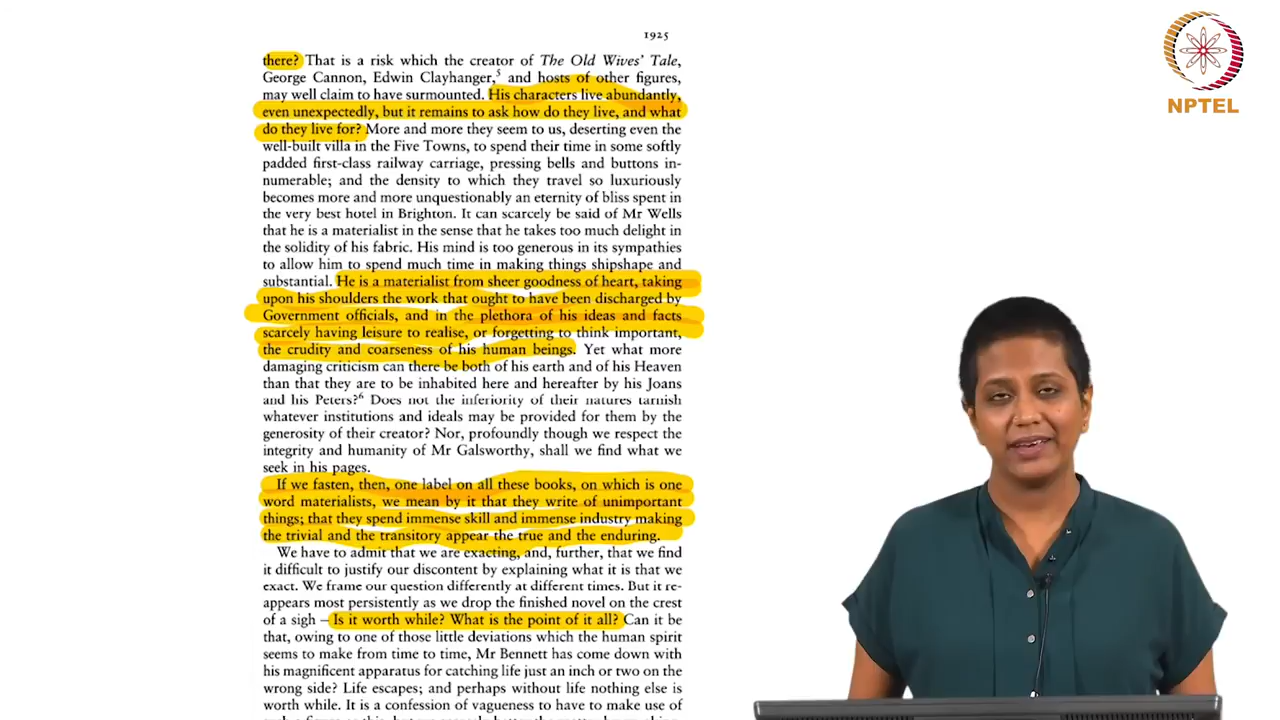 1925
there? That is a risk which the creator of The Old Wives' Tale,
George Cannon, Edwin Clayhanger,⁵ and hosts of other figures,
may well claim to have surmounted. His characters live abundantly,
even unexpectedly, but it remains to ask how do they live, and what
do they live for? More and more they seem to us, deserting even the
well-built villa in the Five Towns, to spend their time in some softly
padded first-class railway carriage, pressing bells and buttons in-
numerable; and the density to which they travel so luxuriously
becomes more and more unquestionably an eternity of bliss spent in
the very best hotel in Brighton. It can scarcely be said of Mr Wells
that he is a materialist in the sense that he takes too much delight in
the solidity of his fabric. His mind is too generous in its sympathies
to allow him to spend much time in making things shipshape and
substantial. He is a materialist from sheer goodness of heart, taking
upon his shoulders the work that ought to have been discharged by
Government officials, and in the plethora of his ideas and facts
scarcely having leisure to realise, or forgetting to think important,
the crudity and coarseness of his human beings. Yet what more
damaging criticism can there be both of his earth and of his Heaven
than that they are to be inhabited here and hereafter by his Joans
and his Peters?⁶ Does not the inferiority of their natures tarnish
whatever institutions and ideals may be provided for them by the
generosity of their creator? Nor, profoundly though we respect the
integrity and humanity of Mr Galsworthy, shall we find what we
seek in his pages.
If we fasten, then, one label on all these books, on which is one
word materialists, we mean by it that they write of unimportant
things; that they spend immense skill and immense industry making
the trivial and the transitory appear the true and the enduring.
We have to admit that we are exacting, and, further, that we find
it difficult to justify our discontent by explaining what it is that we
exact. We frame our question differently at different times. But it re-
appears most persistently as we drop the finished novel on the crest
of a sigh – Is it worth while? What is the point of it all? Can it be
that, owing to one of those little deviations which the human spirit
seems to make from time to time, Mr Bennett has come down with
his magnificent apparatus for catching life just an inch or two on the
wrong side? Life escapes; and perhaps without life nothing else is
worth while. It is a confession of vagueness to have to make use of
NPTEL